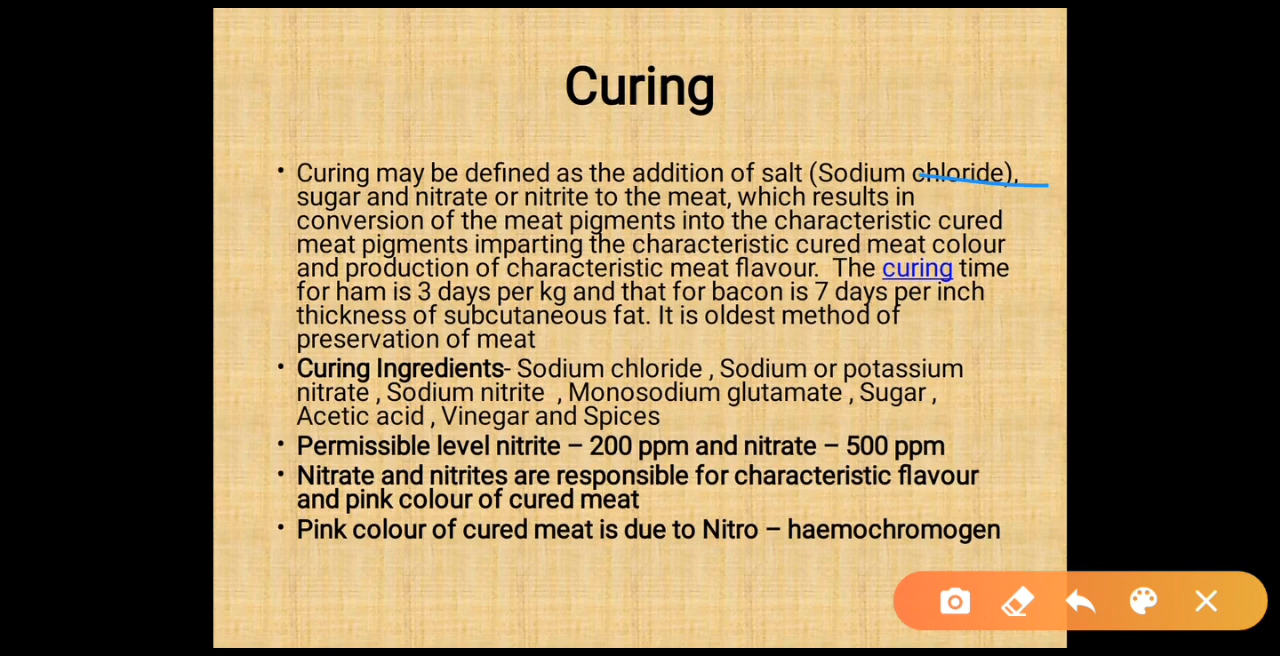 Curing
• Curing may be defined as the addition of salt (Sodium chloride),
sugar and nitrate or nitrite to the meat, which results in
conversion of the meat pigments into the characteristic cured
meat pigments imparting the characteristic cured meat colour
and production of characteristic meat flavour.  The curing time
for ham is 3 days per kg and that for bacon is 7 days per inch
thickness of subcutaneous fat. It is oldest method of
preservation of meat
• Curing Ingredients- Sodium chloride , Sodium or potassium
nitrate , Sodium nitrite  , Monosodium glutamate , Sugar ,
Acetic acid , Vinegar and Spices
• Permissible level nitrite – 200 ppm and nitrate – 500 ppm
• Nitrate and nitrites are responsible for characteristic flavour
and pink colour of cured meat
• Pink colour of cured meat is due to Nitro – haemochromogen